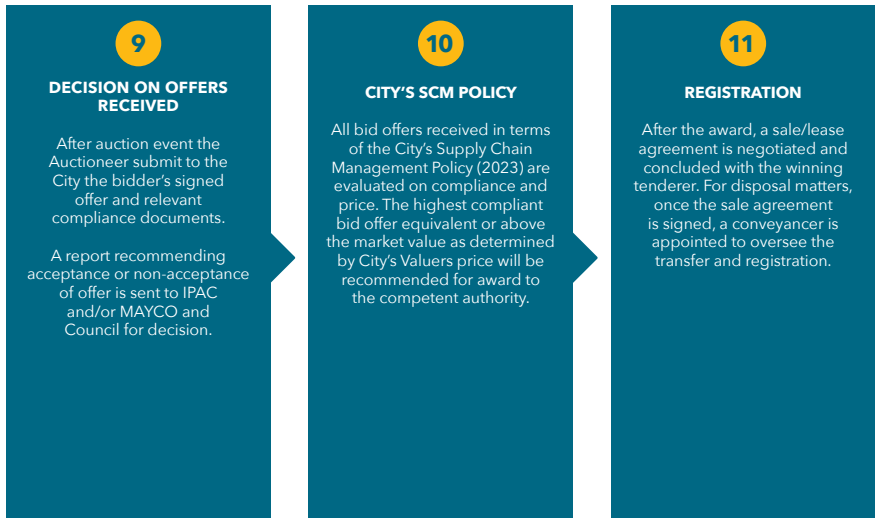 9
DECISION ON OFFERS
RECEIVED
After auction event the
Auctioneer submit to the
City the bidder's signed
offer and relevant
compliance documents.
A report recommending
acceptance or non-acceptance
of offer is sent to IPAC
and/or MAYCO and
Council for decision.
10
CITY'S SCM POLICY
All bid offers received in terms
of the City's Supply Chain
Management Policy (2023) are
evaluated on compliance and
price. The highest compliant
bid offer equivalent or above
the market value as determined
by City's Valuers price will be
recommended for award to
the competent authority.
11
REGISTRATION
After the award, a sale/lease
agreement is negotiated and
concluded with the winning
tenderer. For disposal matters,
once the sale agreement
is signed, a conveyancer is
appointed to oversee the
transfer and registration.